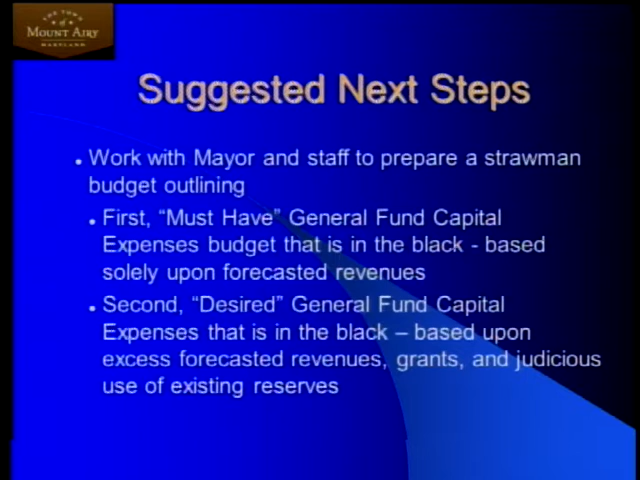 THE TOWN
of
MOUNT AIRY
MARYLAND
Suggested Next Steps
• Work with Mayor and staff to prepare a strawman
budget outlining
• First, “Must Have” General Fund Capital
Expenses budget that is in the black - based
solely upon forecasted revenues
• Second, “Desired” General Fund Capital
Expenses that is in the black – based upon
excess forecasted revenues, grants, and judicious
use of existing reserves